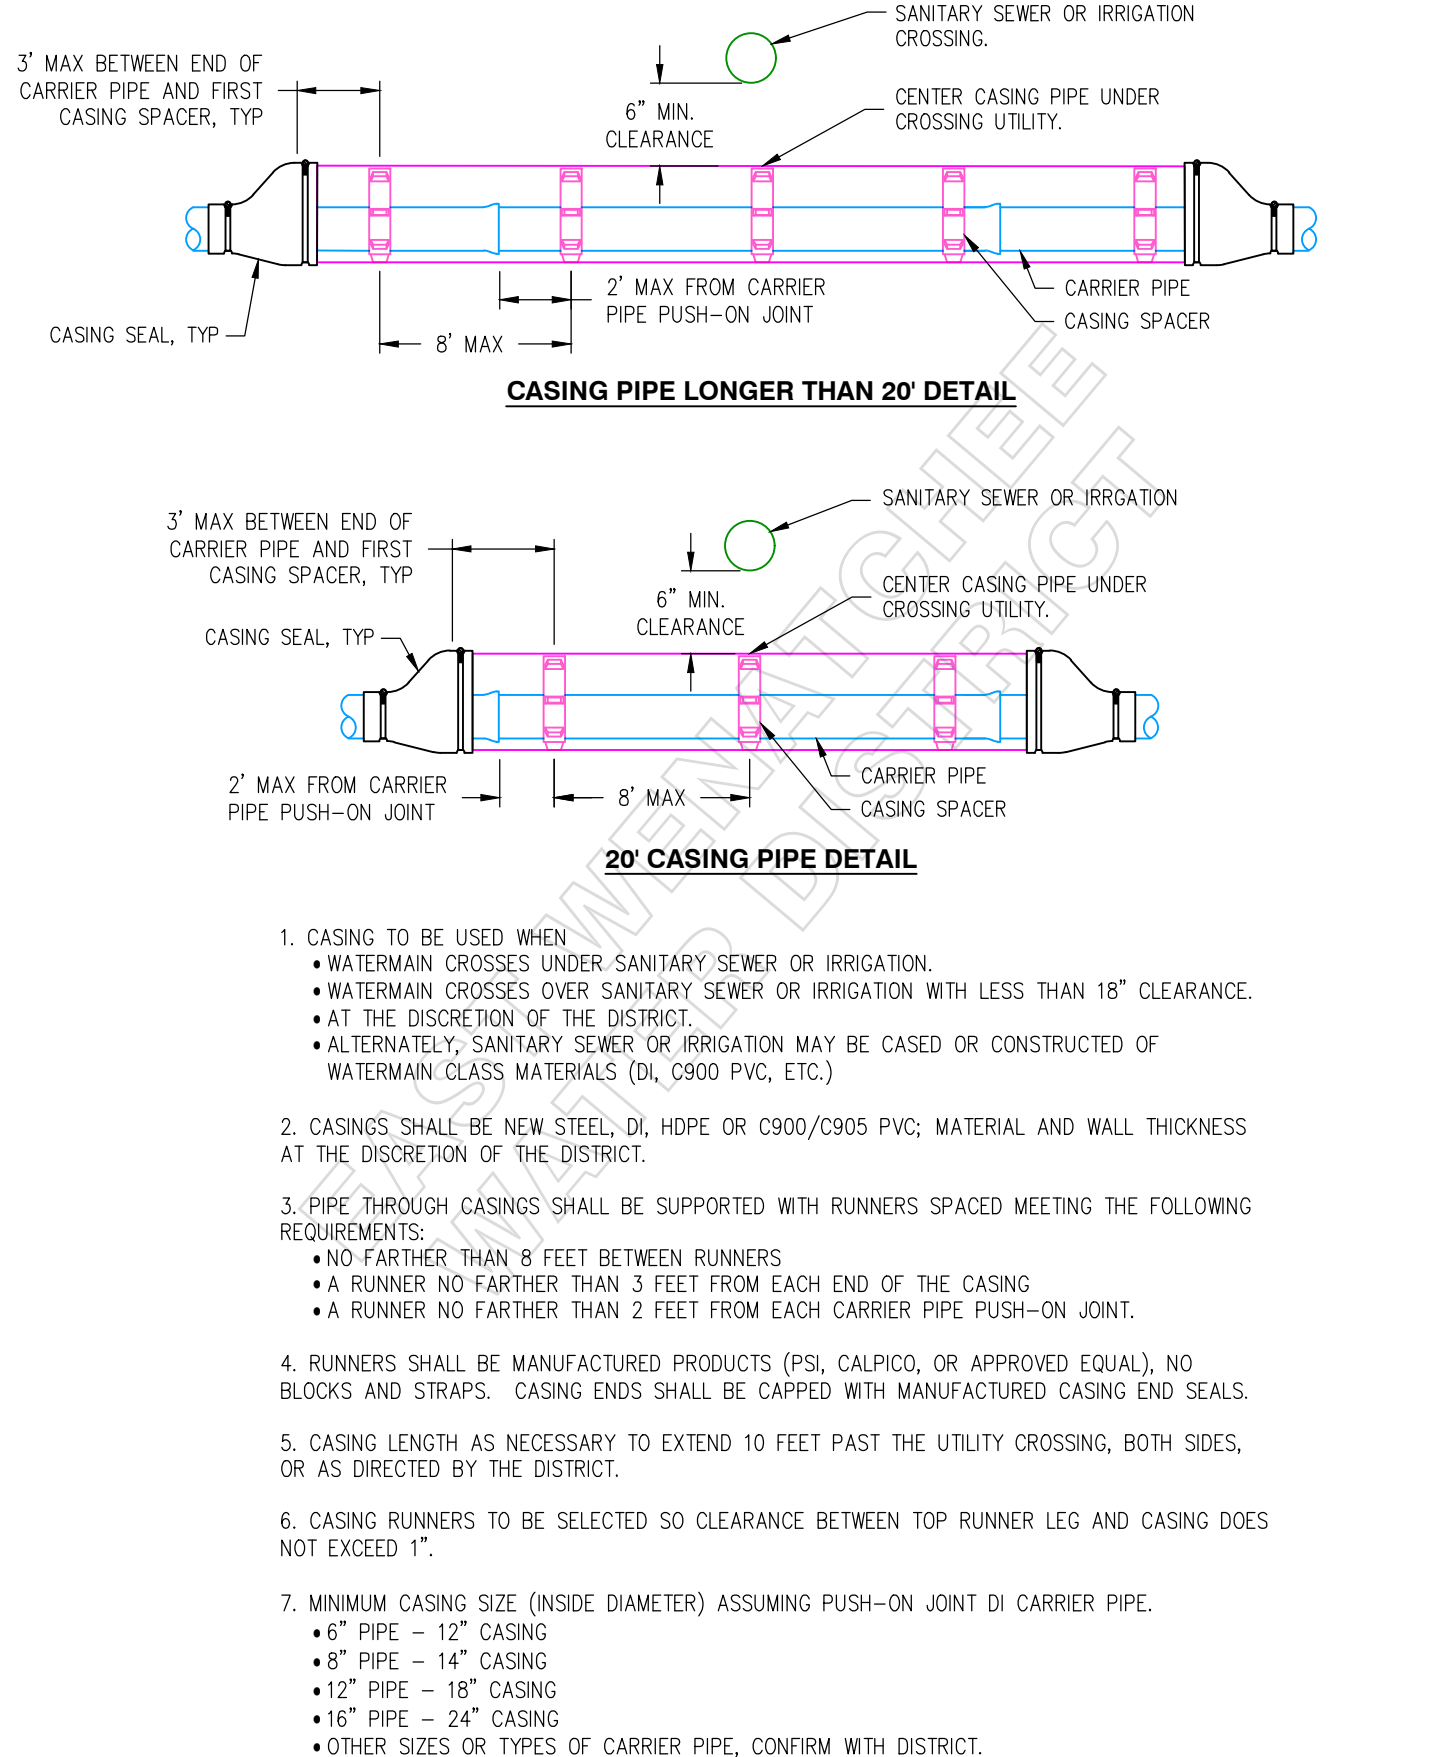 SANITARY SEWER OR IRRIGATION
CROSSING.
3' MAX BETWEEN END OF
CARRIER PIPE AND FIRST
CASING SPACER, TYP
6" MIN.
CLEARANCE
CENTER CASING PIPE UNDER
CROSSING UTILITY.
2' MAX FROM CARRIER
PIPE PUSH-ON JOINT
CARRIER PIPE
CASING SPACER
CASING SEAL, TYP
8' MAX
CASING PIPE LONGER THAN 20' DETAIL
SANITARY SEWER OR IRRGATION
3' MAX BETWEEN END OF
CARRIER PIPE AND FIRST
CASING SPACER, TYP
6" MIN.
CLEARANCE
CENTER CASING PIPE UNDER
CROSSING UTILITY.
CASING SEAL, TYP
2' MAX FROM CARRIER
PIPE PUSH-ON JOINT
8' MAX
CARRIER PIPE
CASING SPACER
20' CASING PIPE DETAIL
EAST WENATCHEE
WATER DISTRICT
1. CASING TO BE USED WHEN
• WATERMAIN CROSSES UNDER SANITARY SEWER OR IRRIGATION.
• WATERMAIN CROSSES OVER SANITARY SEWER OR IRRIGATION WITH LESS THAN 18" CLEARANCE.
• AT THE DISCRETION OF THE DISTRICT.
• ALTERNATELY, SANITARY SEWER OR IRRIGATION MAY BE CASED OR CONSTRUCTED OF
WATERMAIN CLASS MATERIALS (DI, C900 PVC, ETC.)
2. CASINGS SHALL BE NEW STEEL, DI, HDPE OR C900/C905 PVC; MATERIAL AND WALL THICKNESS
AT THE DISCRETION OF THE DISTRICT.
3. PIPE THROUGH CASINGS SHALL BE SUPPORTED WITH RUNNERS SPACED MEETING THE FOLLOWING
REQUIREMENTS:
• NO FARTHER THAN 8 FEET BETWEEN RUNNERS
• A RUNNER NO FARTHER THAN 3 FEET FROM EACH END OF THE CASING
• A RUNNER NO FARTHER THAN 2 FEET FROM EACH CARRIER PIPE PUSH-ON JOINT.
4. RUNNERS SHALL BE MANUFACTURED PRODUCTS (PSI, CALPICO, OR APPROVED EQUAL), NO
BLOCKS AND STRAPS. CASING ENDS SHALL BE CAPPED WITH MANUFACTURED CASING END SEALS.
5. CASING LENGTH AS NECESSARY TO EXTEND 10 FEET PAST THE UTILITY CROSSING, BOTH SIDES,
OR AS DIRECTED BY THE DISTRICT.
6. CASING RUNNERS TO BE SELECTED SO CLEARANCE BETWEEN TOP RUNNER LEG AND CASING DOES
NOT EXCEED 1".
7. MINIMUM CASING SIZE (INSIDE DIAMETER) ASSUMING PUSH-ON JOINT DI CARRIER PIPE.
• 6" PIPE - 12" CASING
• 8" PIPE - 14" CASING
• 12" PIPE - 18" CASING
• 16" PIPE - 24" CASING
• OTHER SIZES OR TYPES OF CARRIER PIPE, CONFIRM WITH DISTRICT.